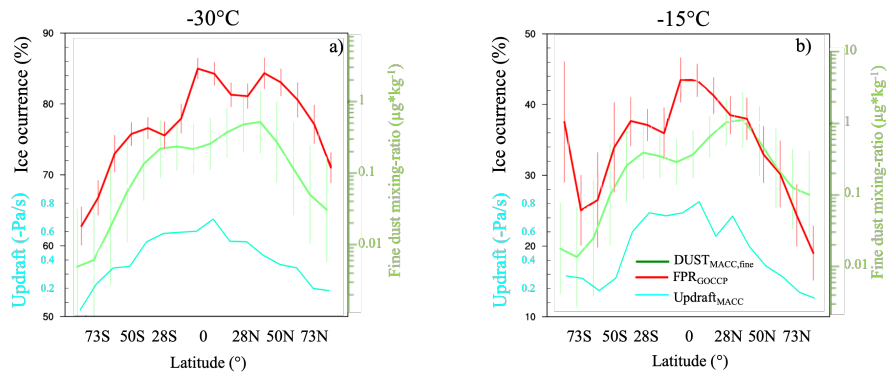 -30°C
-15°C
a)
b)
Ice ocurrence (%)
Updraft (-Pa/s)
90
80
70
60
50
0.8
0.6
0.4
0.2
Fine dust mixing-ratio (µg*kg-1)
1
0.1
0.01
73S 50S 28S 0 28N 50N 73N
Latitude (°)
Ice ocurrence (%)
Updraft (-Pa/s)
50
40
30
20
10
0.8
0.6
0.4
0.2
Fine dust mixing-ratio (µg*kg-1)
10
1
0.1
0.01
DUSTMACC,fine
FPRGOCCP
UpdraftMACC
73S 50S 28S 0 28N 50N 73N
Latitude (°)